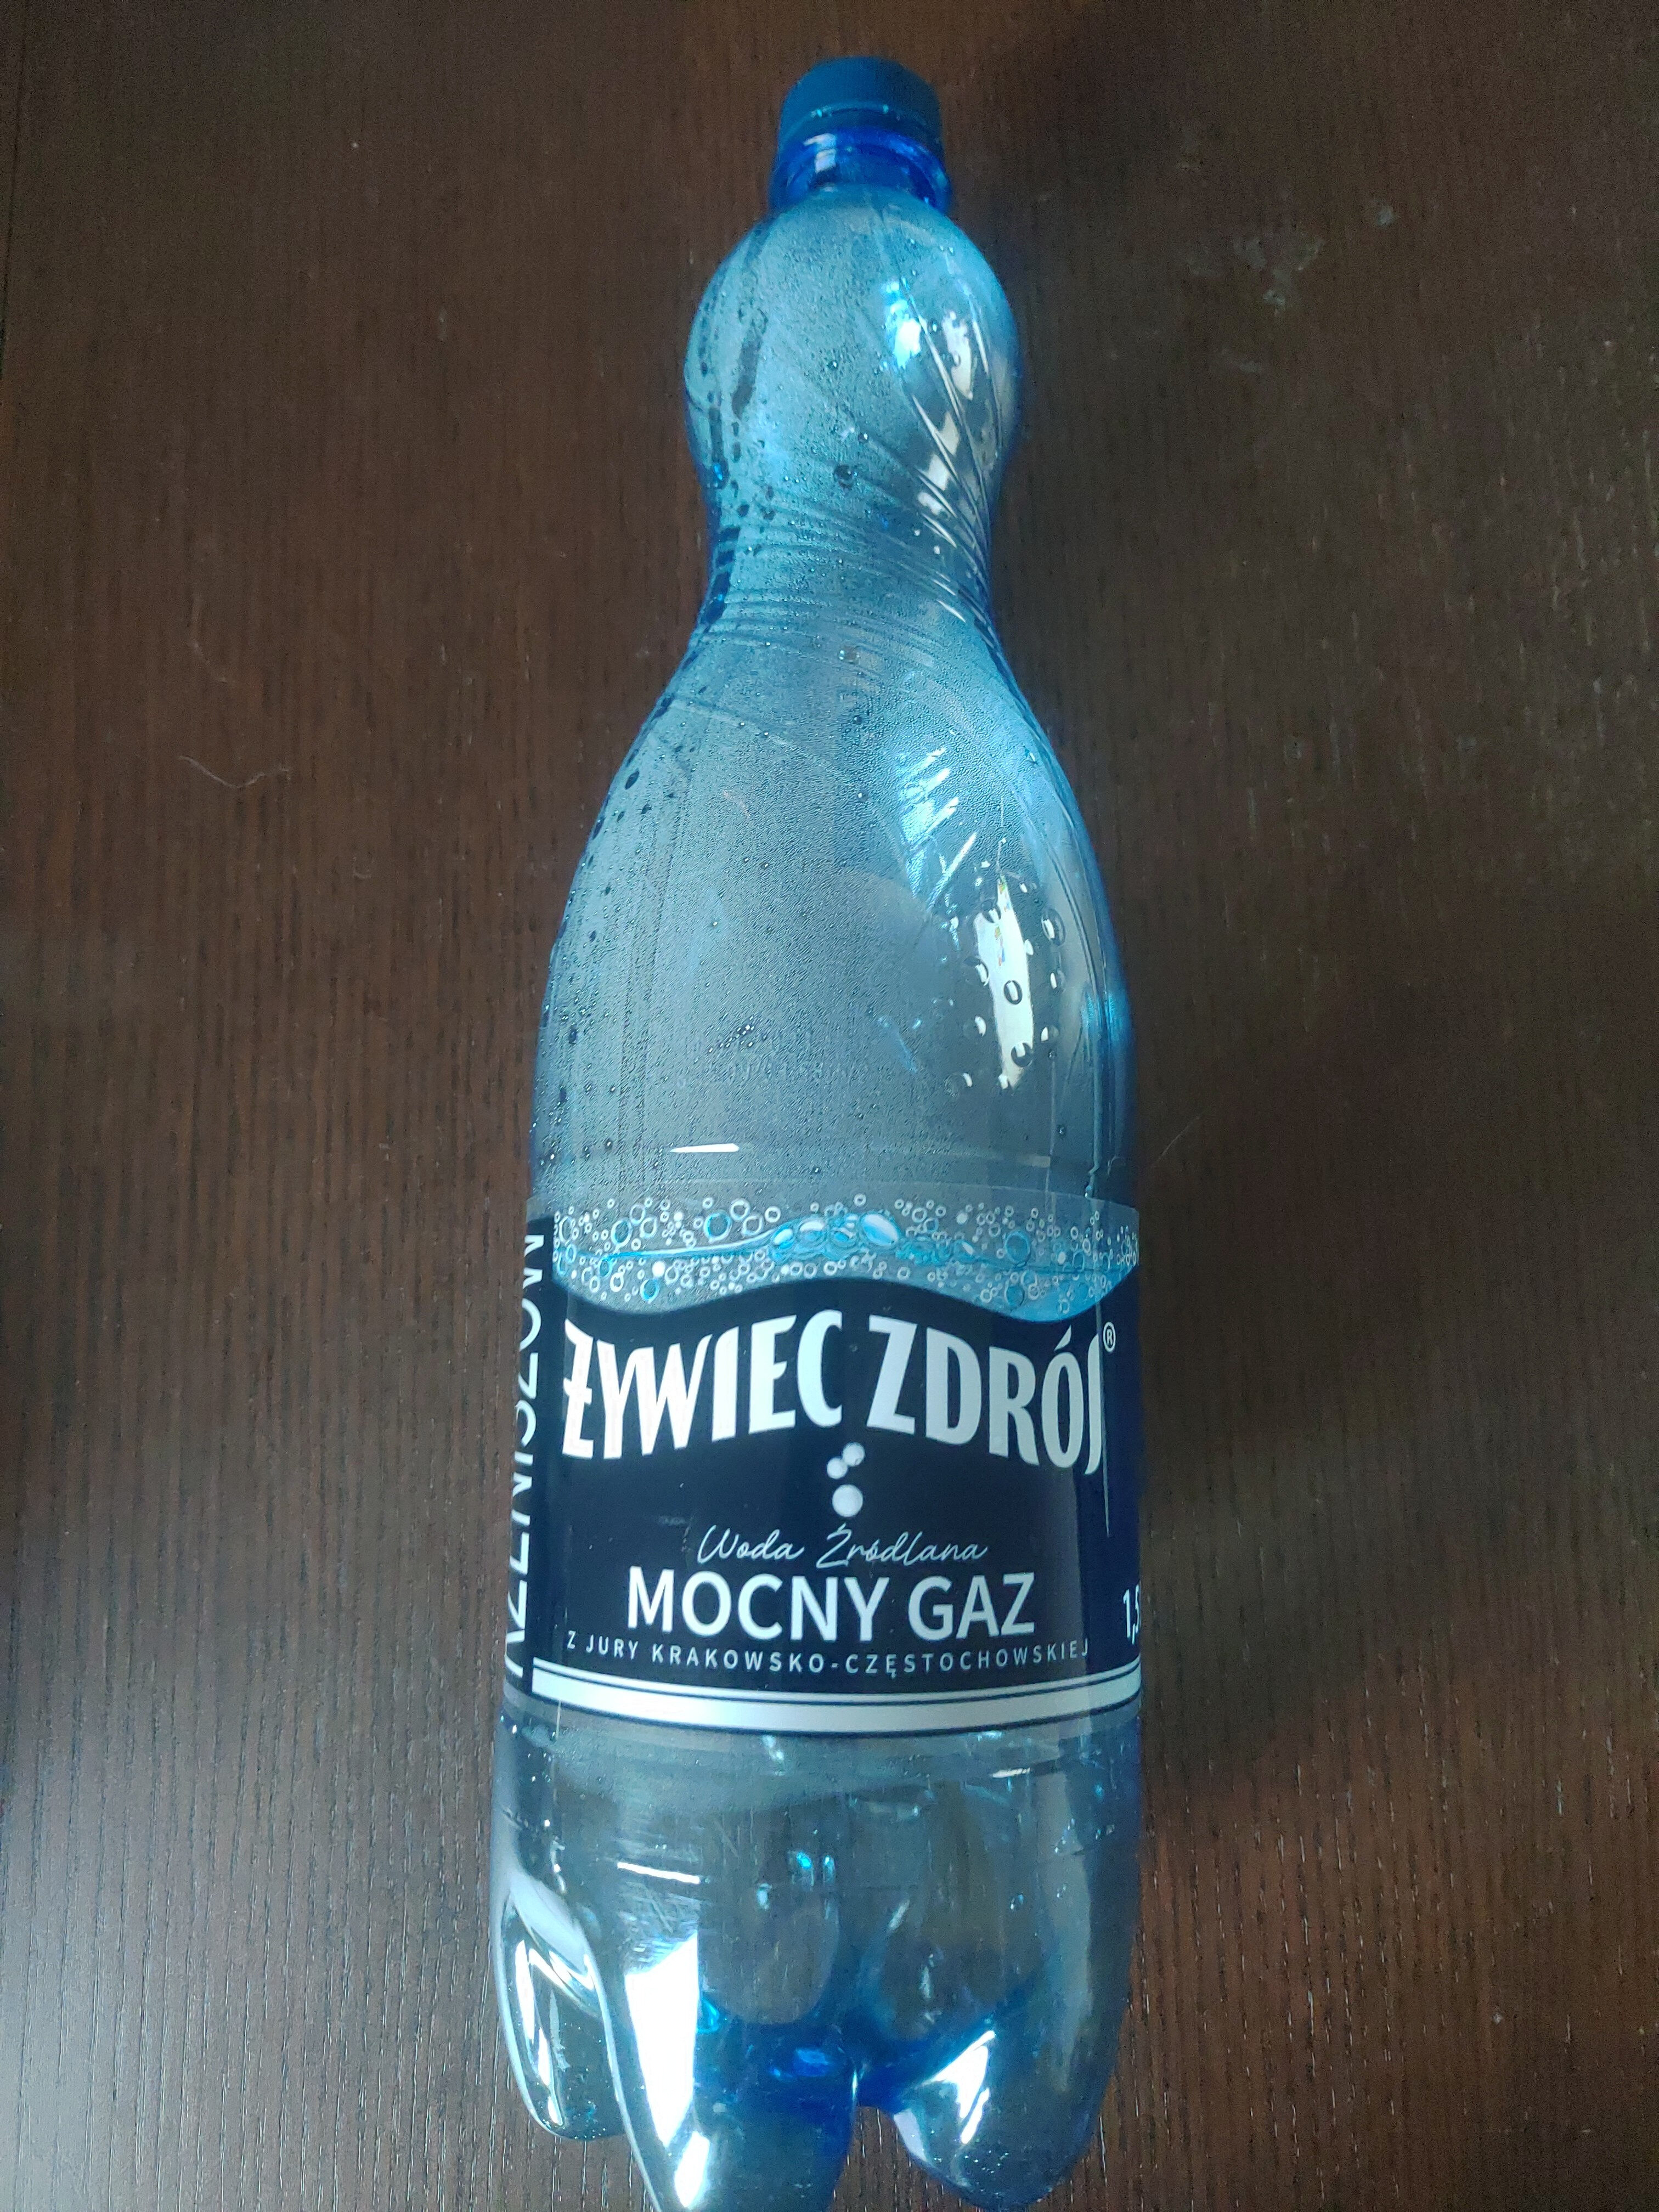 ŻYWIEC ZDRÓJ®
Woda Źródlana
MOCNY GAZ
Z JURY KRAKOWSKO-CZĘSTOCHOWSKIEJ